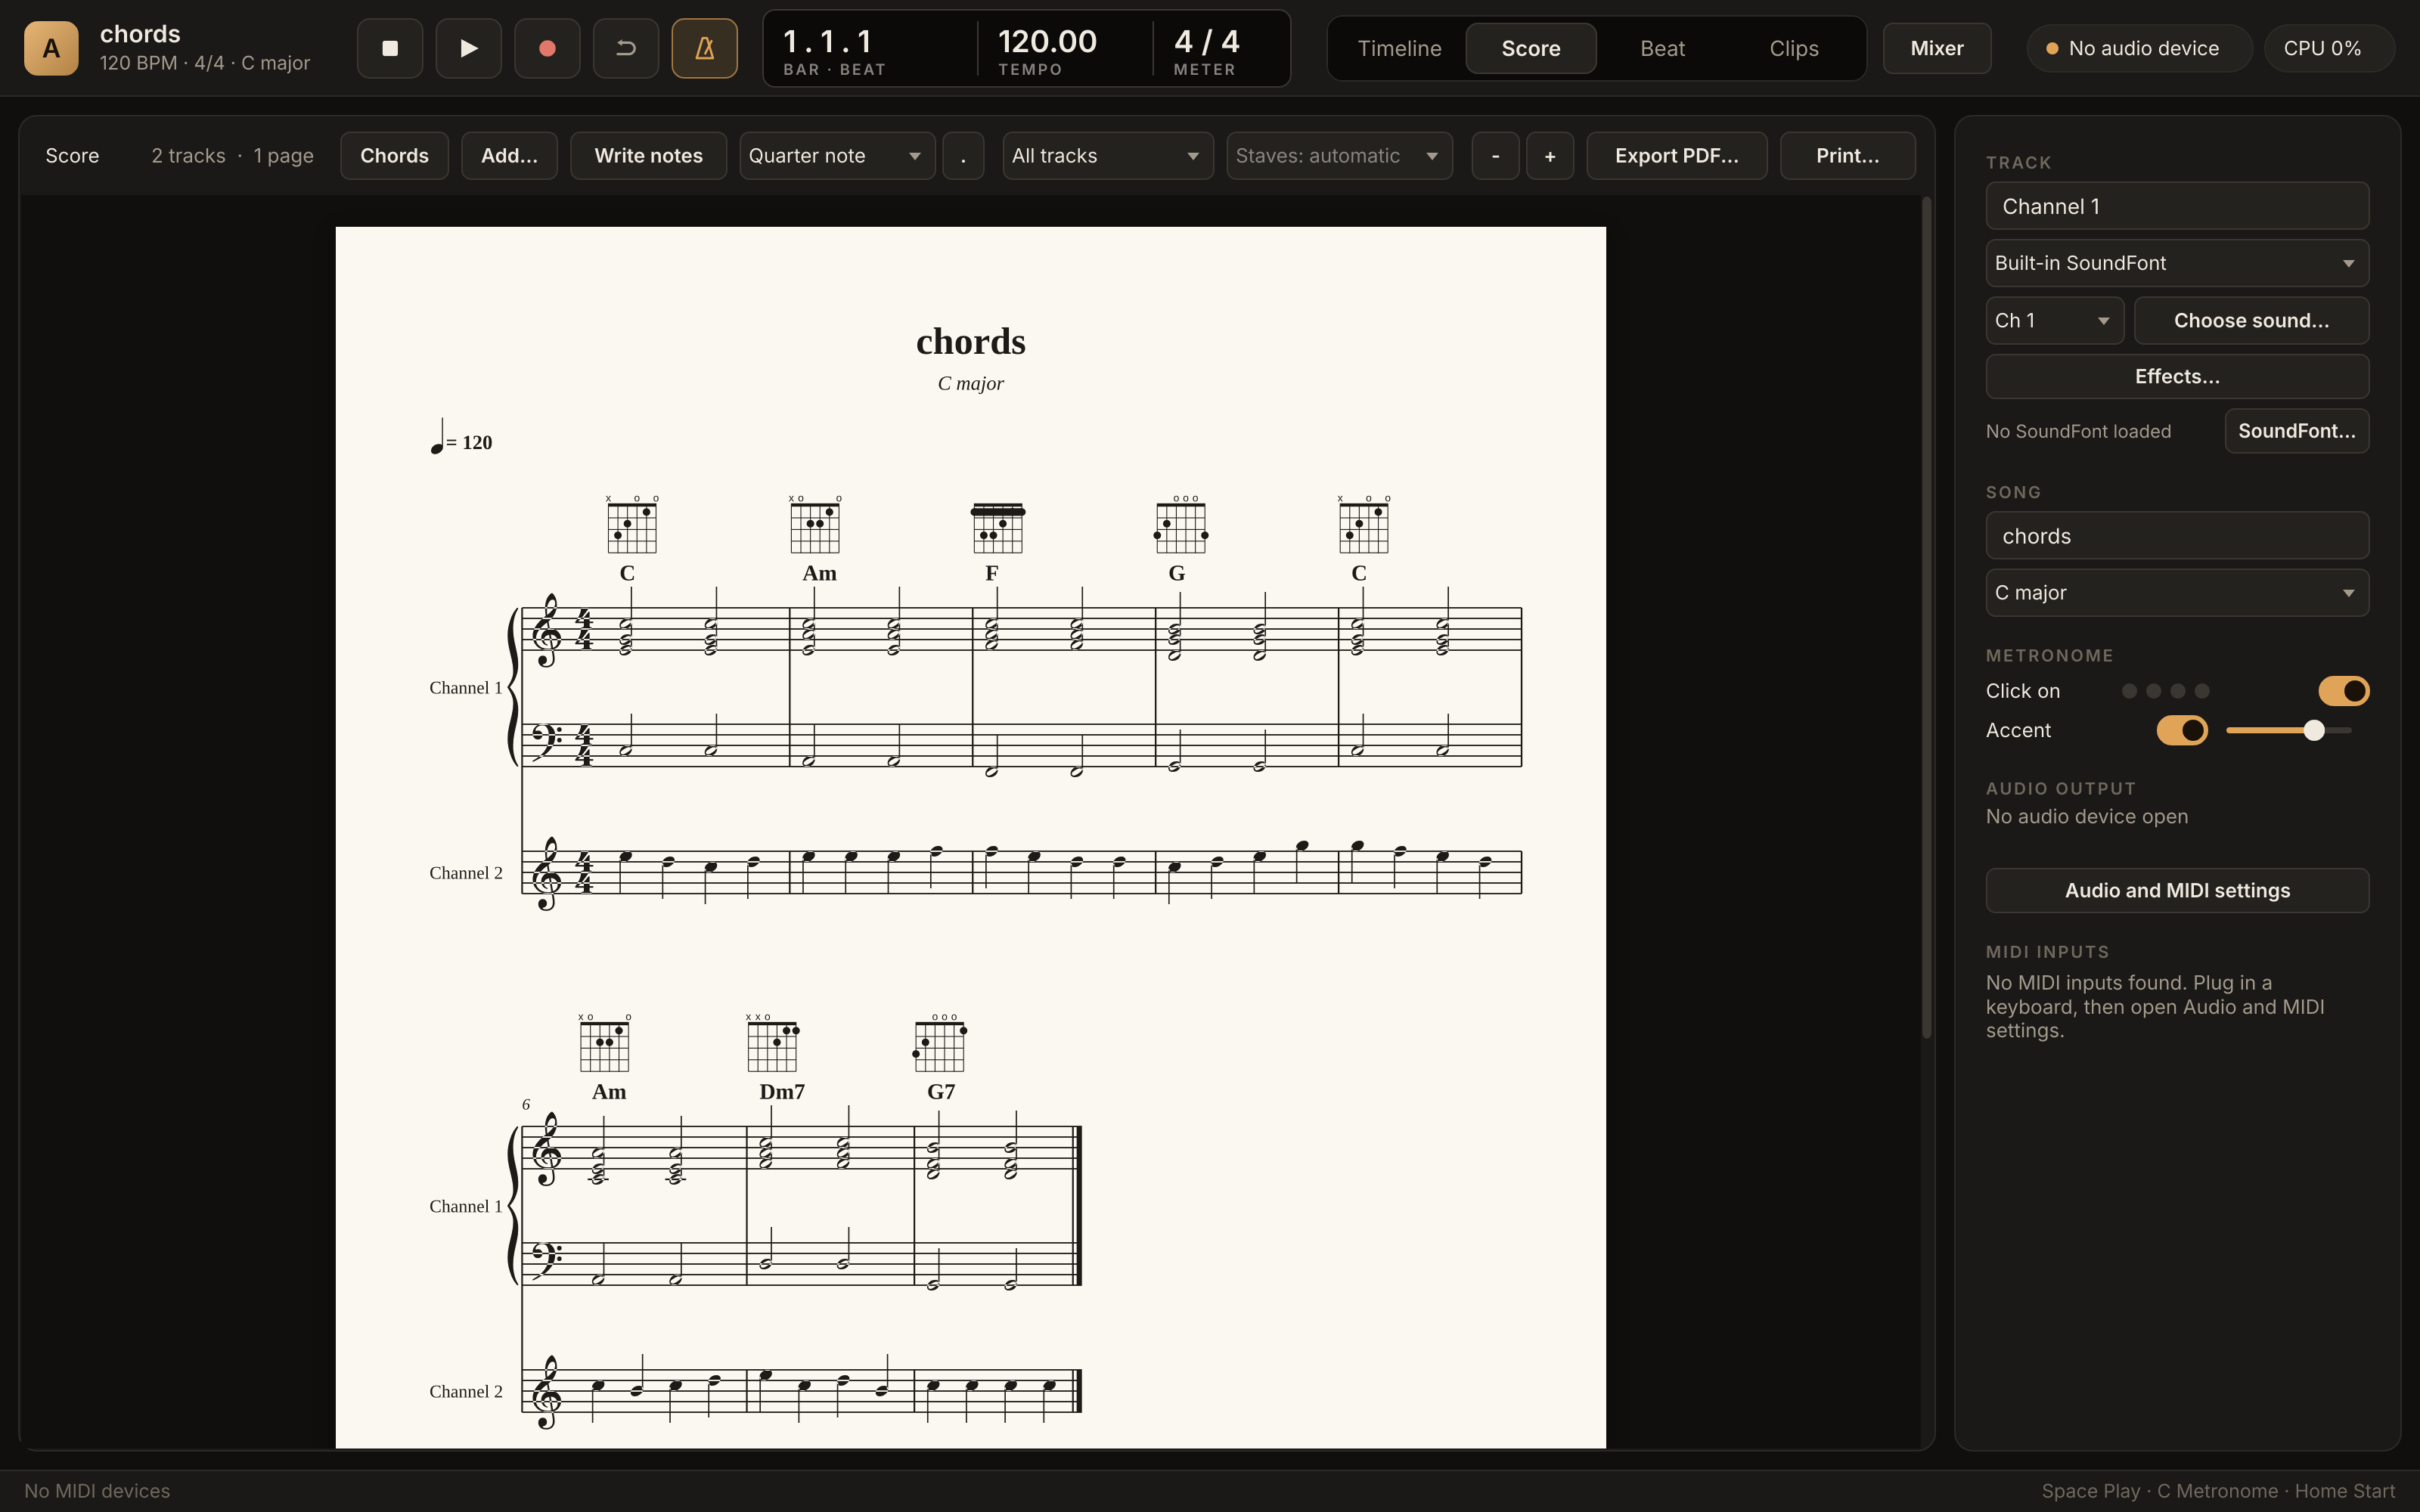 A
chords
120 BPM · 4/4 · C major
1.1.1
BAR · BEAT
120.00
TEMPO
4 / 4
METER
Timeline
Score
Beat
Clips
Mixer
No audio device
CPU 0%
Score
2 tracks · 1 page
Chords
Add...
Write notes
Quarter note
.
All tracks
Staves: automatic
-
+
Export PDF...
Print...
chords
C major
= 120
x o o
x o o
o o o
x o o
C Am F G C
4 4
Channel 1
4 4
Channel 2
4 4
x o o
x x o
o o o
Am Dm7 G7
6
Channel 1
Channel 2
TRACK
Channel 1
Built-in SoundFont
Ch 1
Choose sound...
Effects...
No SoundFont loaded
SoundFont...
SONG
chords
C major
METRONOME
Click on
Accent
AUDIO OUTPUT
No audio device open
Audio and MIDI settings
MIDI INPUTS
No MIDI inputs found. Plug in a
keyboard, then open Audio and MIDI
settings.
No MIDI devices
Space Play · C Metronome · Home Start